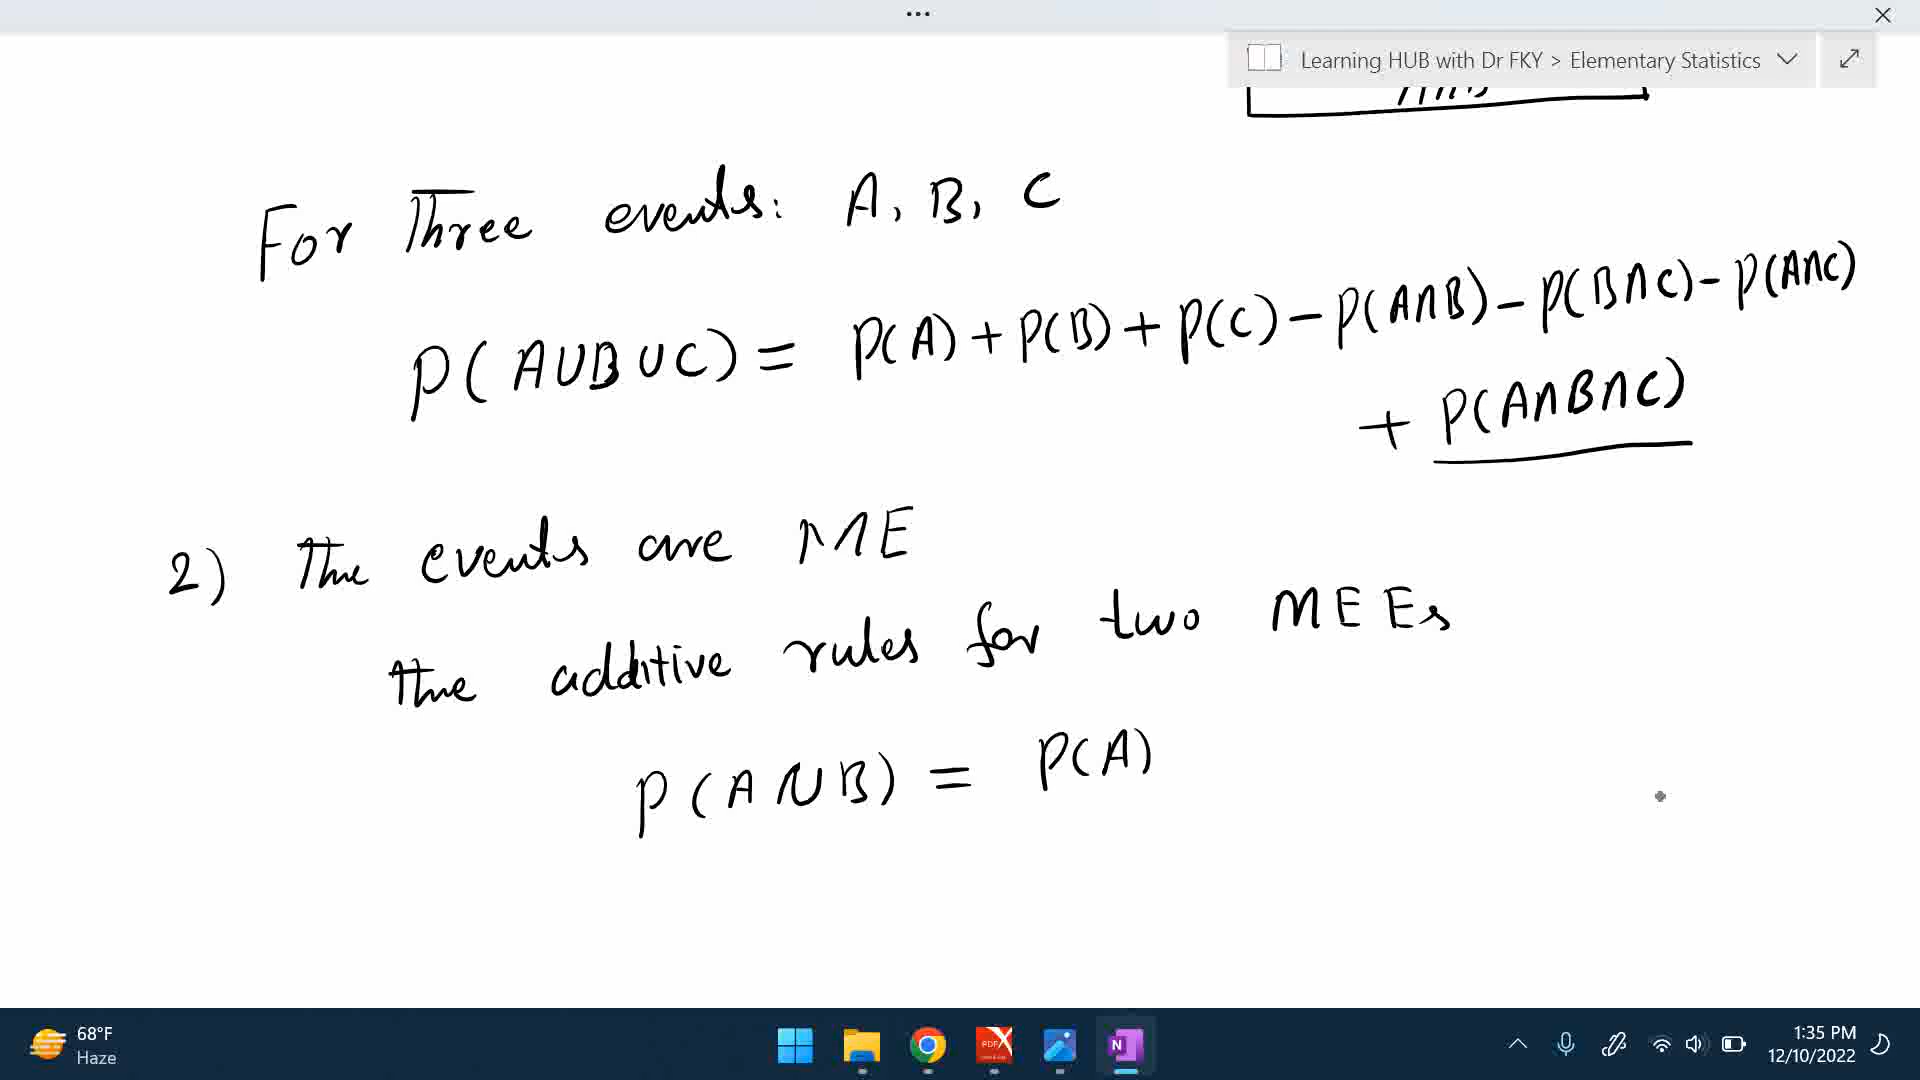 Learning HUB with Dr FKY > Elementary Statistics
For Three events: A, B, C
P(A∪B∪C) = P(A) + P(B) + P(C) - P(A∩B) - P(B∩C) - P(A∩C)
+ P(A∩B∩C)
2) The events are ME
the additive rules for two MEEs
P(A∪B) = P(A)
68°F
Haze
1:35 PM
12/10/2022